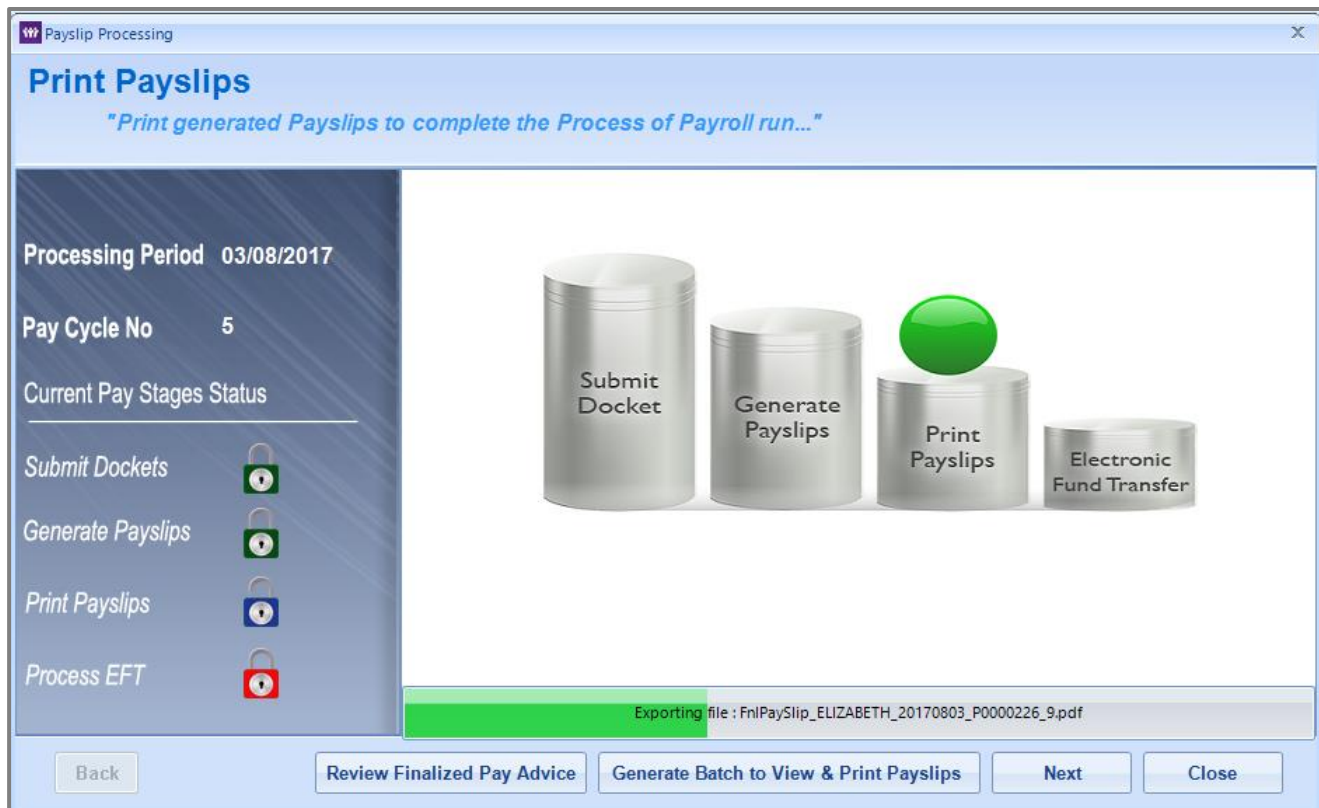 Payslip Processing
X
Print Payslips
"Print generated Payslips to complete the Process of Payroll run..."
Processing Period 03/08/2017
Pay Cycle No 5
Current Pay Stages Status
Submit Dockets
Generate Payslips
Print Payslips
Process EFT
Submit
Docket
Generate
Payslips
Print
Payslips
Electronic
Fund Transfer
Exporting file : FnlPaySlip_ELIZABETH_20170803_P0000226_9.pdf
Back
Review Finalized Pay Advice
Generate Batch to View & Print Payslips
Next
Close